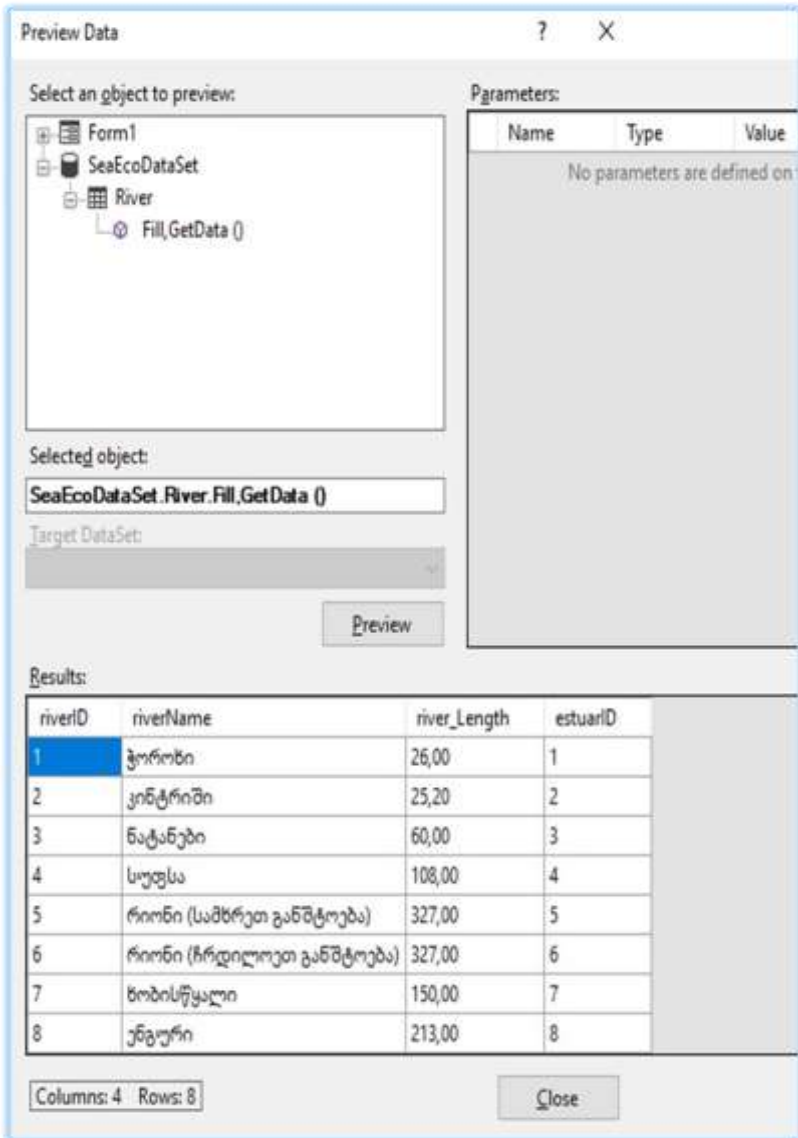 Preview Data ? ×
Select an object to preview:
Form1
SeaEcoDataSet
River
Fill,GetData ()
Parameters:
Name Type Value
No parameters are defined on
Selected object:
SeaEcoDataSet.River.Fill,GetData ()
Target DataSet:
Preview
Results:
riverID riverName river_Length estuarID
1 ჭოროხი 26,00 1
2 კინტრიში 25,20 2
3 ნატანები 60,00 3
4 სუფსა 108,00 4
5 რიონი (სამხრეთ განშტოება) 327,00 5
6 რიონი (ჩრდილოეთ განშტოება) 327,00 6
7 ხობისწყალი 150,00 7
8 ენგური 213,00 8
Columns: 4 Rows: 8
Close